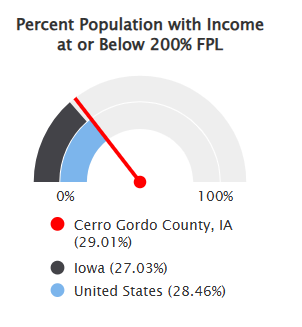 Percent Population with Income
at or Below 200% FPL
0%
100%
Cerro Gordo County, IA
(29.01%)
Iowa (27.03%)
United States (28.46%)